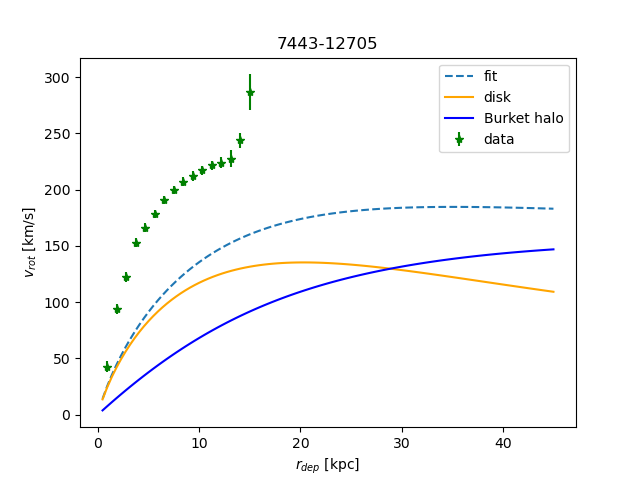 7443-12705
300
250
200
150
100
50
0
v_rot [km/s]
fit
disk
Burket halo
data
0 10 20 30 40
r_dep [kpc]